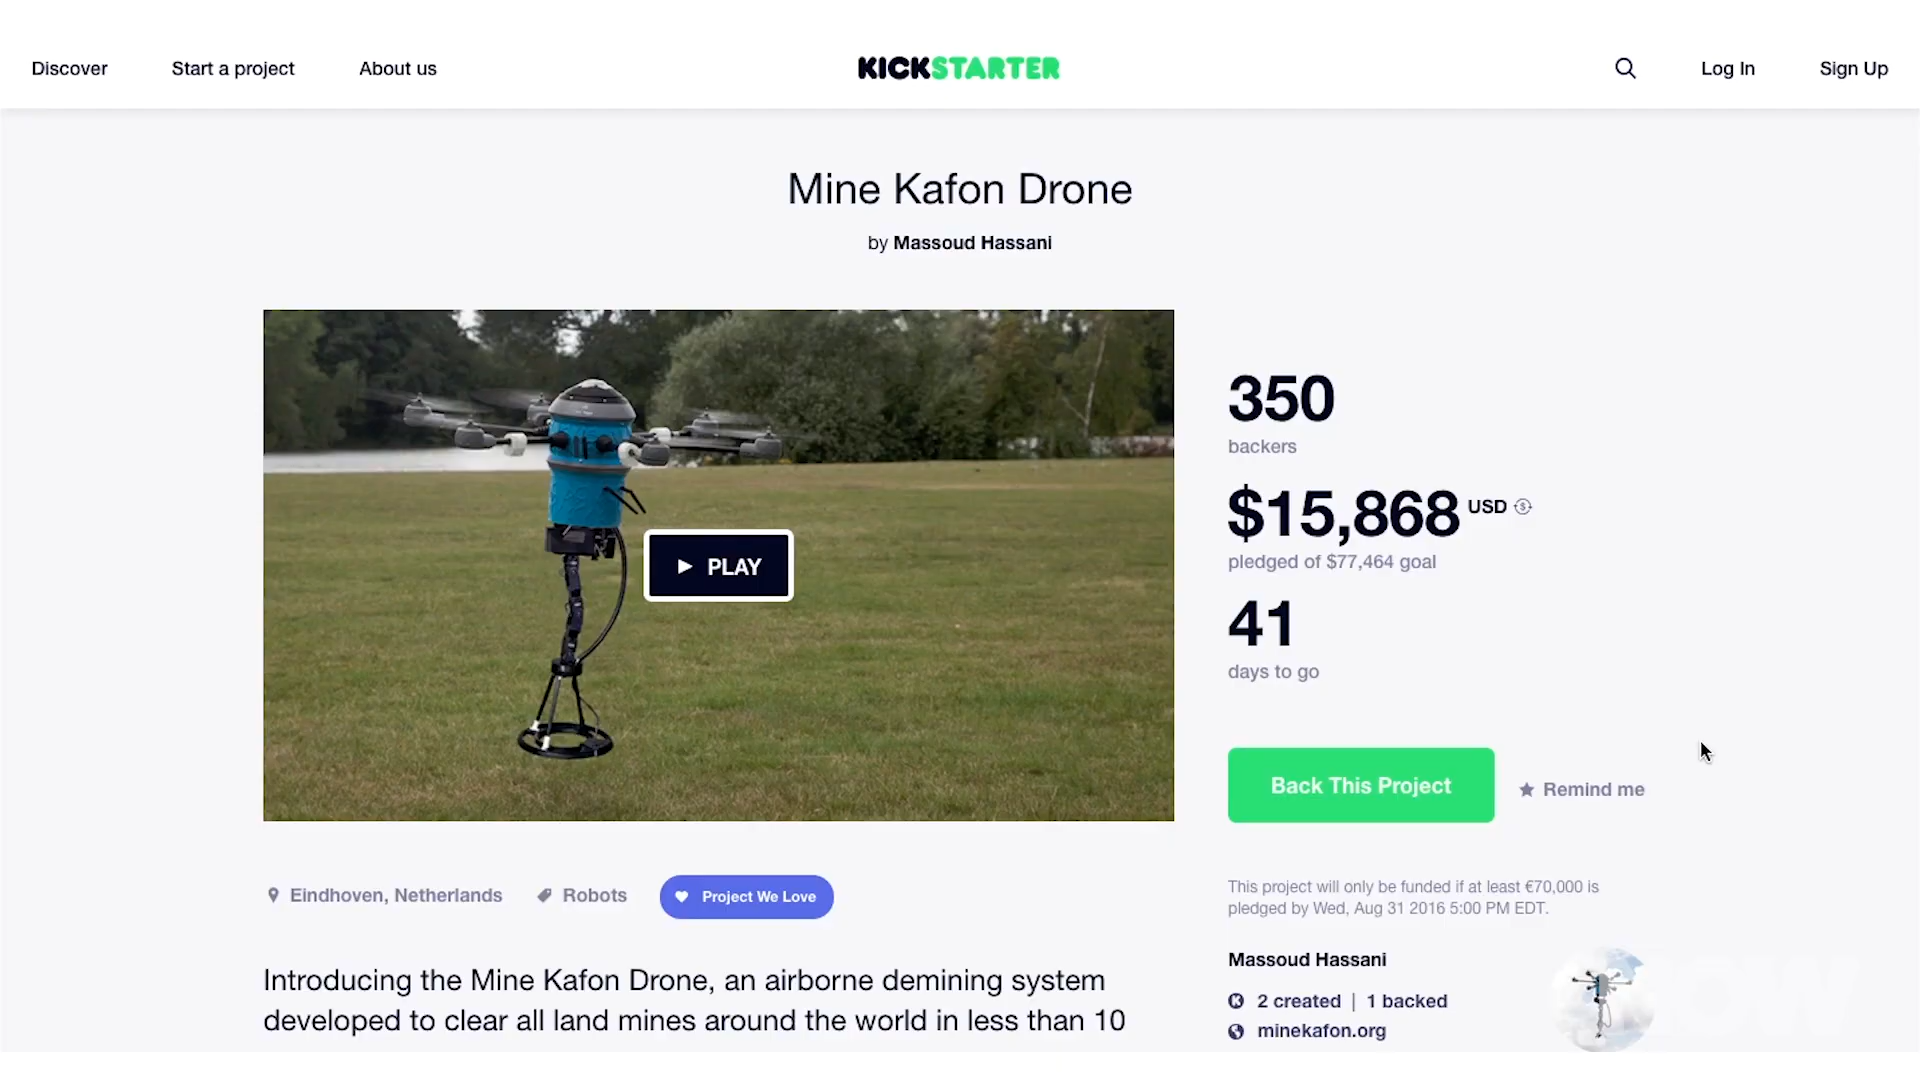 Discover
Start a project
About us
KICKSTARTER
Log In
Sign Up
Mine Kafon Drone
by Massoud Hassani
PLAY
350
backers
$15,868 USD
pledged of $77,464 goal
41
days to go
Back This Project
Remind me
Eindhoven, Netherlands
Robots
Project We Love
This project will only be funded if at least €70,000 is
pledged by Wed, Aug 31 2016 5:00 PM EDT.
Introducing the Mine Kafon Drone, an airborne demining system
developed to clear all land mines around the world in less than 10
Massoud Hassani
2 created | 1 backed
minekafon.org